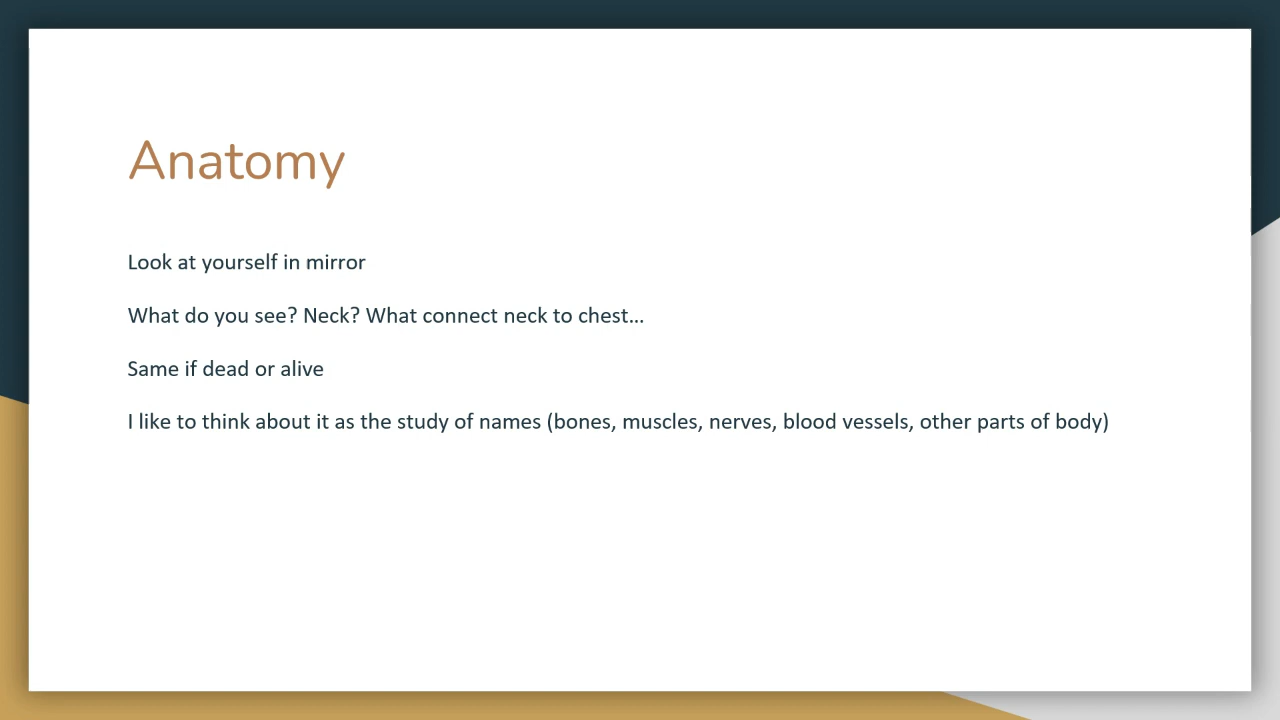 Anatomy
Look at yourself in mirror
What do you see? Neck? What connect neck to chest...
Same if dead or alive
I like to think about it as the study of names (bones, muscles, nerves, blood vessels, other parts of body)